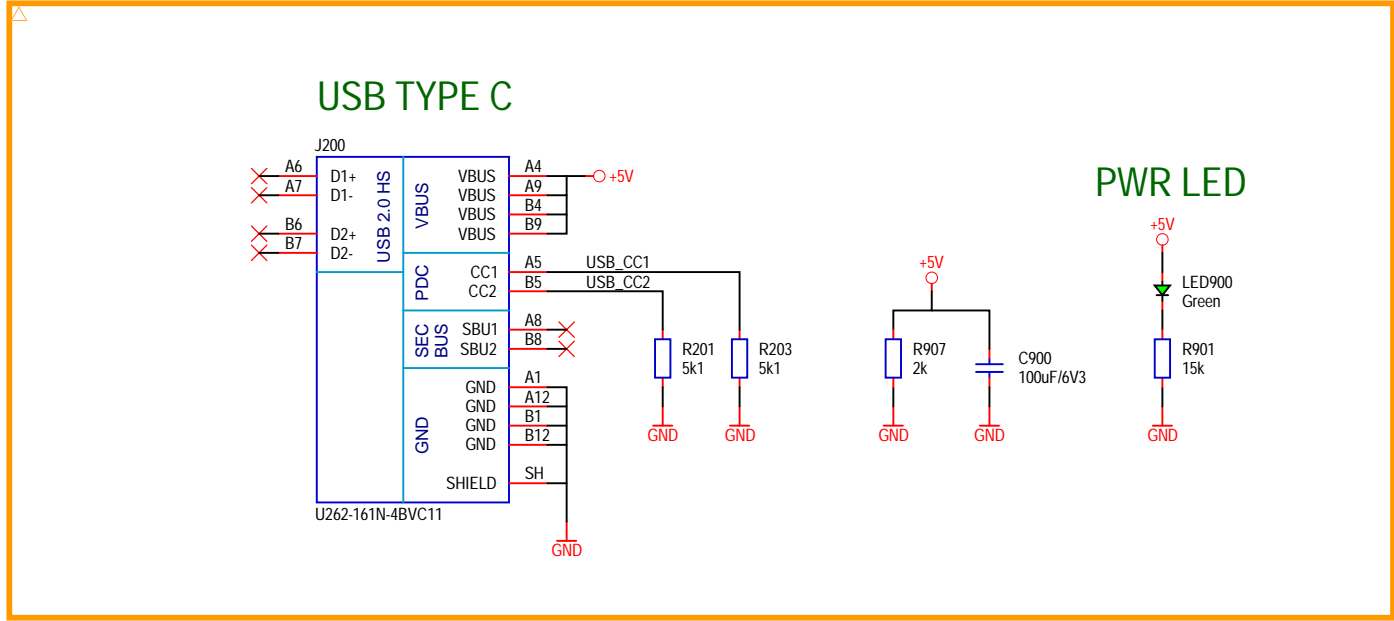 USB TYPE C
J200
A6 D1+
A7 D1-
B6 D2+
B7 D2-
USB 2.0 HS
VBUS
VBUS A4 +5V
VBUS A9
VBUS B4
VBUS B9
PDC
CC1 A5 USB_CC1
CC2 B5 USB_CC2
SEC
BUS
SBU1 A8
SBU2 B8
GND
GND A1
GND A12
GND B1
GND B12
SHIELD SH
U262-161N-4BVC11
GND
R201
5k1
GND
R203
5k1
GND
+5V
R907
2k
GND
C900
100uF/6V3
GND
PWR LED
+5V
LED900
Green
R901
15k
GND